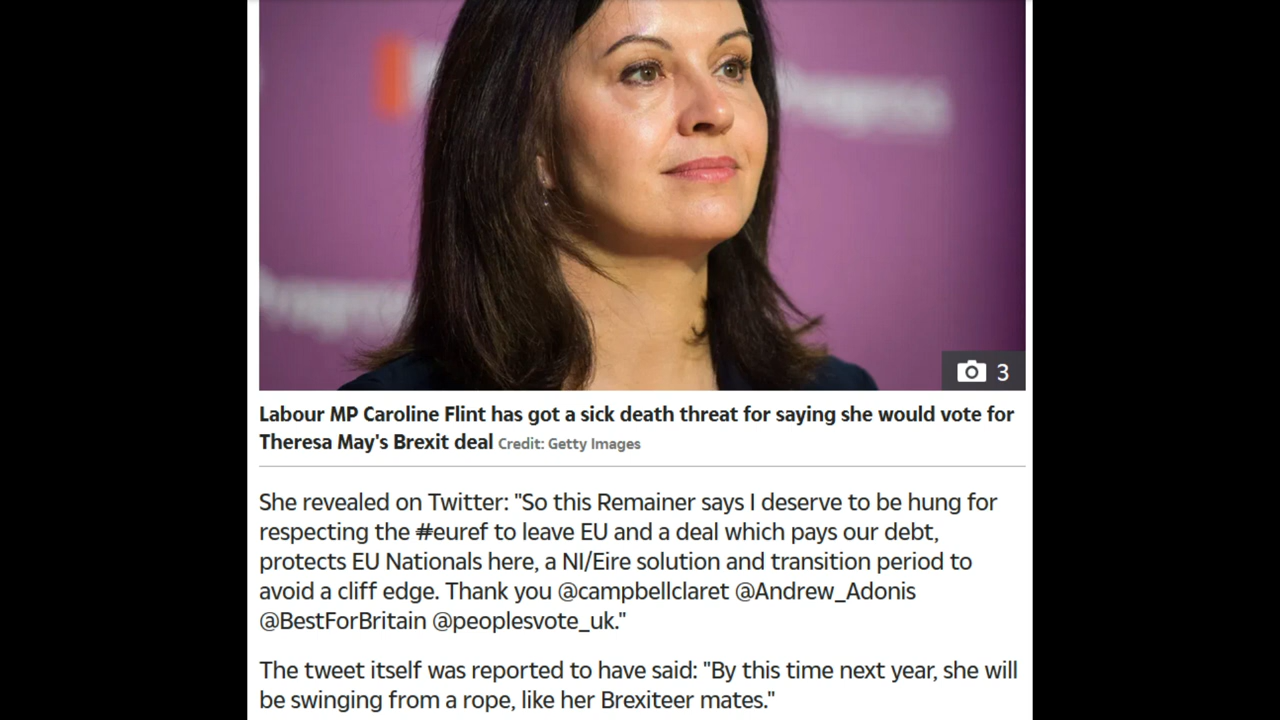 Progress
Progress
3
Labour MP Caroline Flint has got a sick death threat for saying she would vote for
Theresa May's Brexit deal Credit: Getty Images
She revealed on Twitter: "So this Remainer says I deserve to be hung for
respecting the #euref to leave EU and a deal which pays our debt,
protects EU Nationals here, a NI/Eire solution and transition period to
avoid a cliff edge. Thank you @campbellclaret @Andrew_Adonis
@BestForBritain @peoplesvote_uk."
The tweet itself was reported to have said: "By this time next year, she will
be swinging from a rope, like her Brexiteer mates."